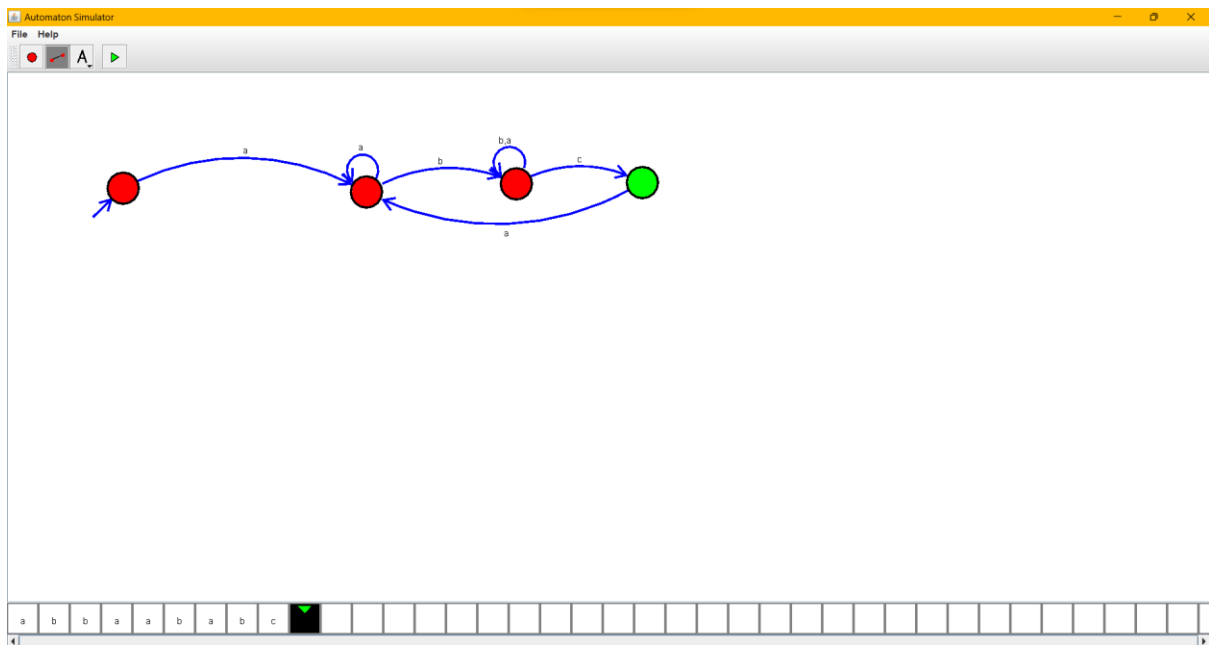 Automaton Simulator
File Help
A
a
a
b
b,a
c
a
a b b a a b a b c